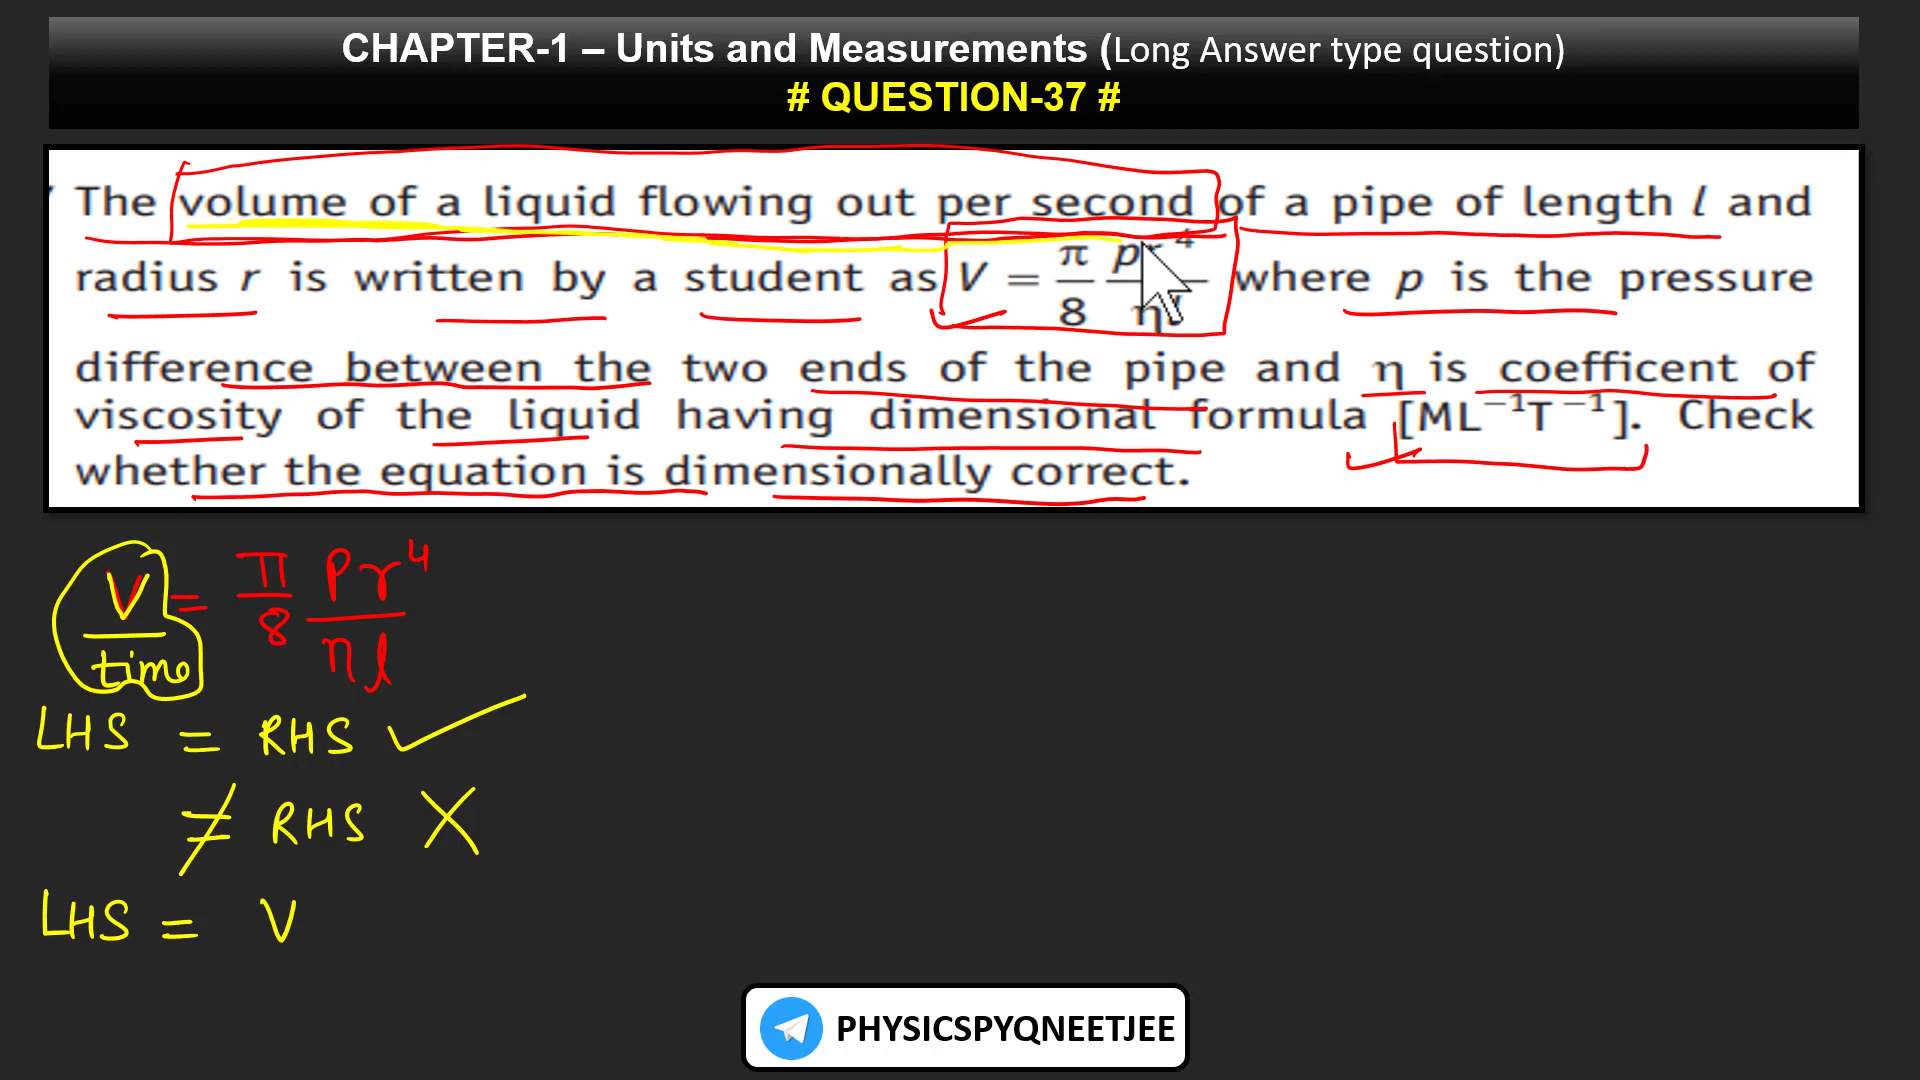 CHAPTER-1 – Units and Measurements (Long Answer type question)
# QUESTION-37 #
The volume of a liquid flowing out per second of a pipe of length l and
radius r is written by a student as V = π/8 pr⁴/ηl where p is the pressure
difference between the two ends of the pipe and η is coefficent of
viscosity of the liquid having dimensional formula [ML⁻¹T⁻¹]. Check
whether the equation is dimensionally correct.
V/time = π/8 Pr⁴/ηl
LHS = RHS ✓
≠ RHS X
LHS = V
PHYSICSPYQNEETJEE